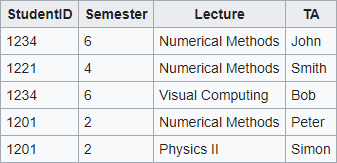 StudentID Semester Lecture TA
1234 6 Numerical Methods John
1221 4 Numerical Methods Smith
1234 6 Visual Computing Bob
1201 2 Numerical Methods Peter
1201 2 Physics II Simon